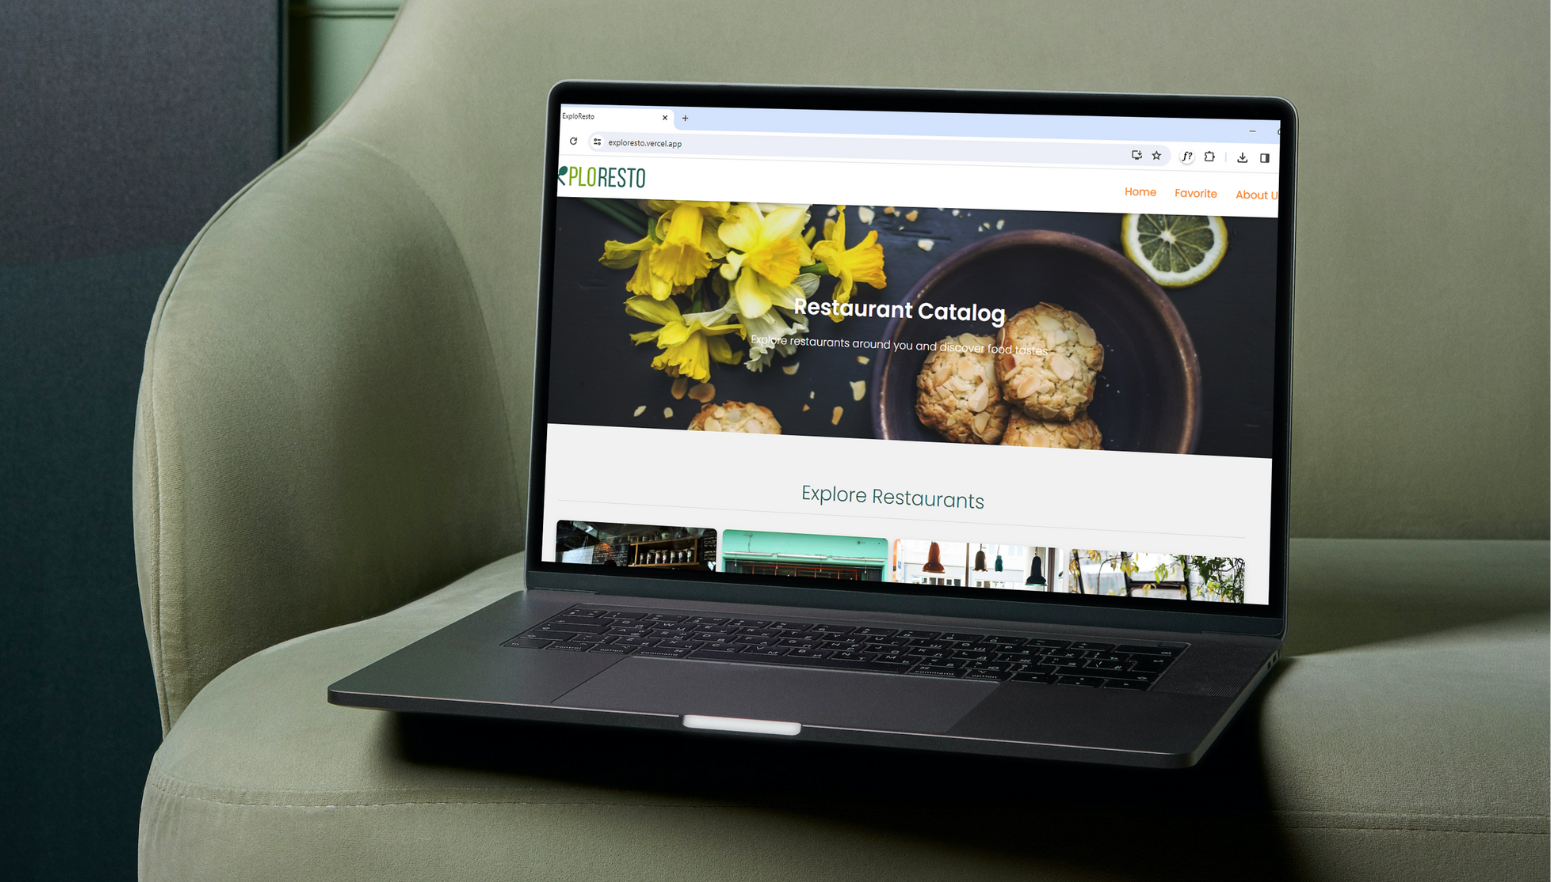 ExploResto
exploresto.vercel.app
PLORESTO
Home Favorite About U
Restaurant Catalog
Explore restaurants around you and discover food tastes
Explore Restaurants